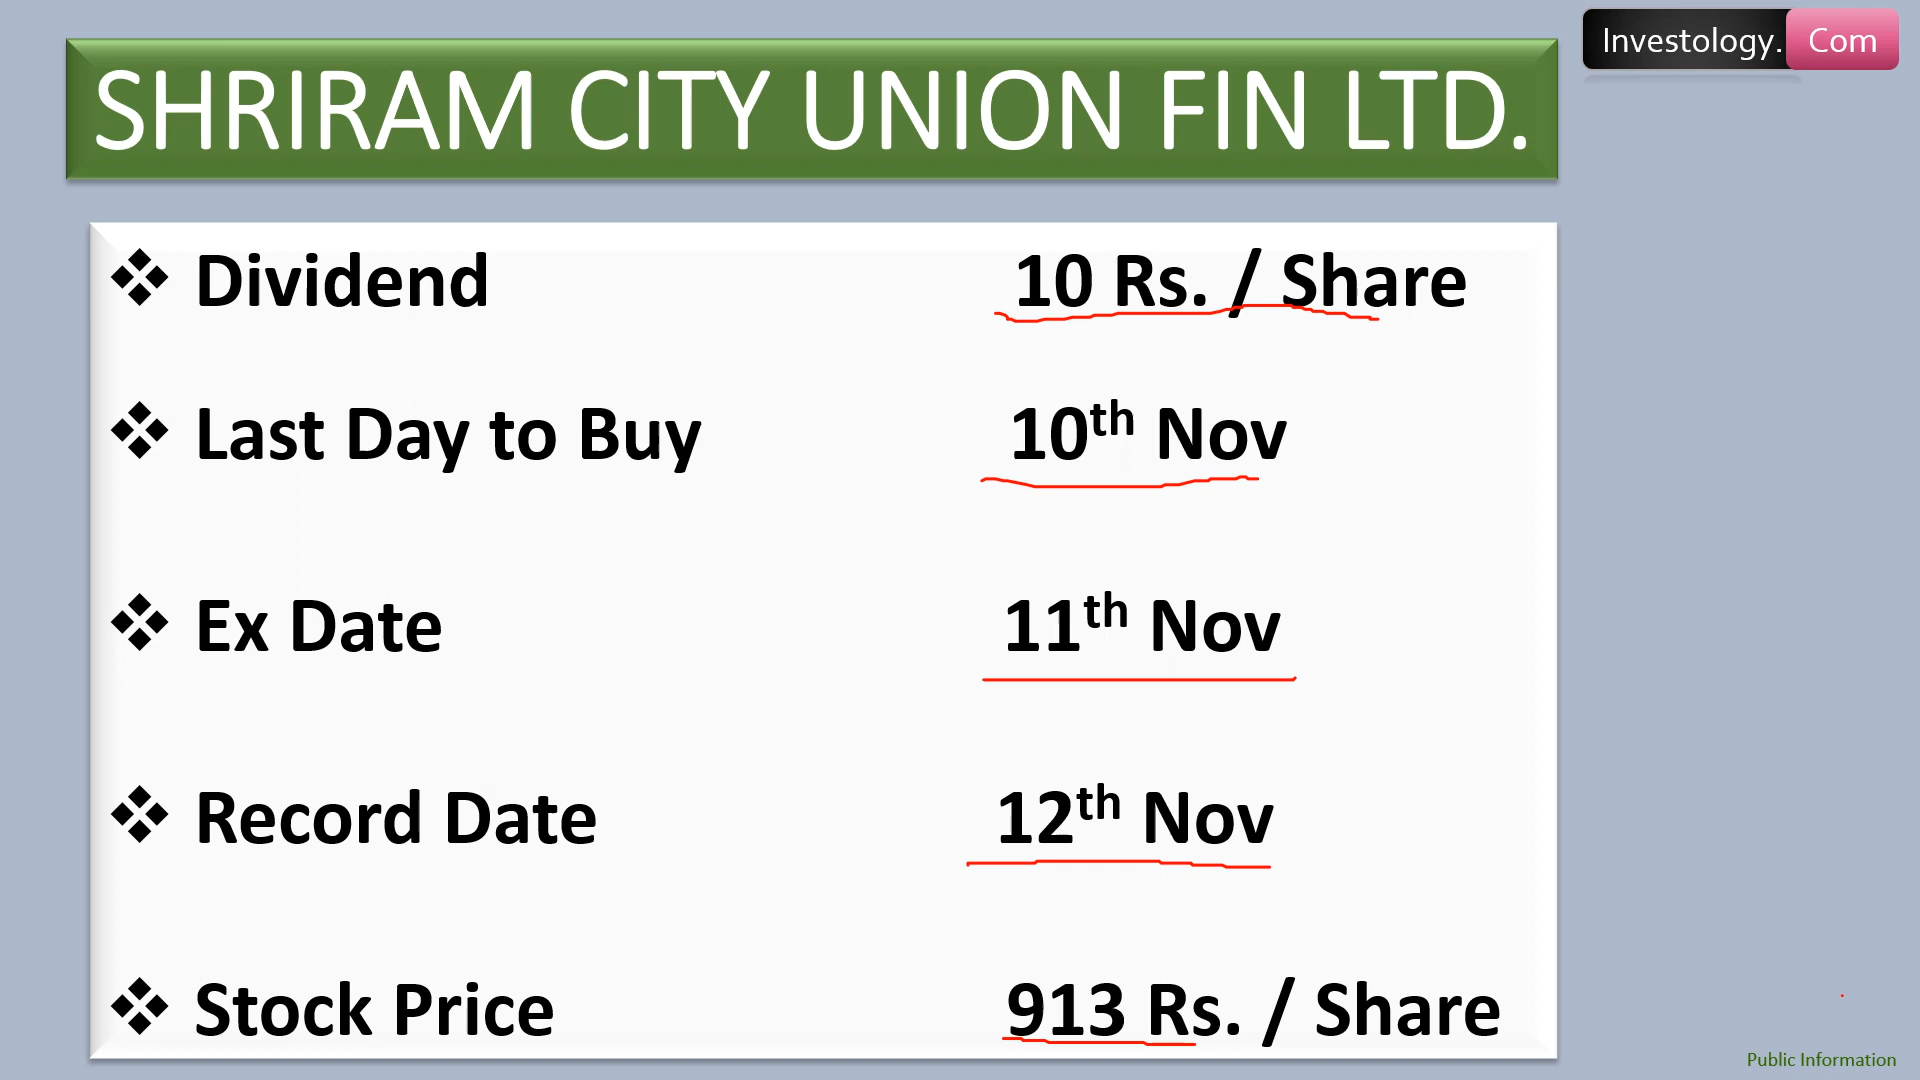 Investology. Com
SHRIRAM CITY UNION FIN LTD.
❖ Dividend 10 Rs. / Share
❖ Last Day to Buy 10th Nov
❖ Ex Date 11th Nov
❖ Record Date 12th Nov
❖ Stock Price 913 Rs. / Share
Public Information